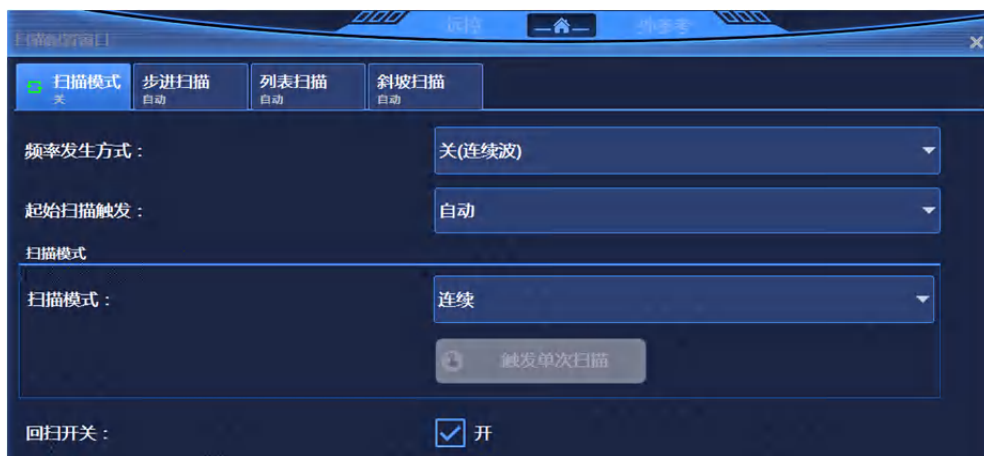 远控
外参考
扫描模式
关
步进扫描
自动
列表扫描
自动
斜坡扫描
自动
频率发生方式：
关(连续波)
起始扫描触发：
自动
扫描模式
扫描模式：
连续
触发单次扫描
回扫开关：
开